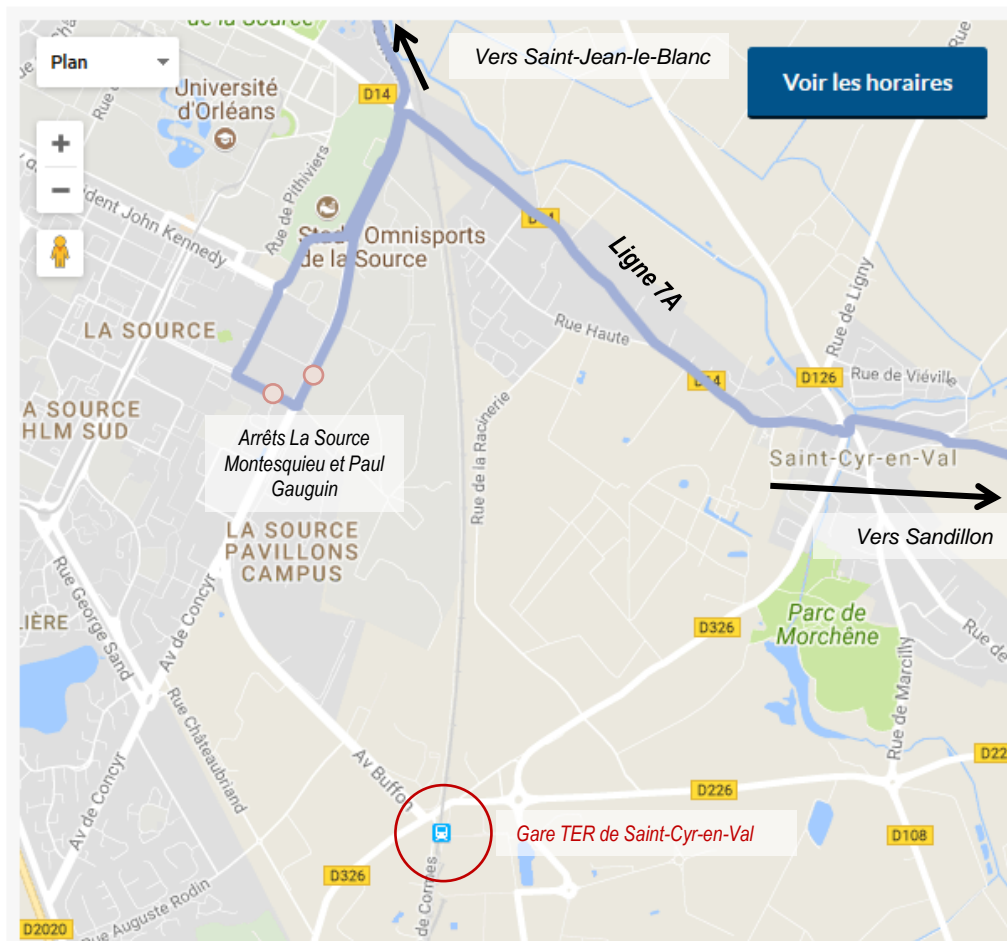 de la Source
Vers Saint-Jean-le-Blanc
Plan
Voir les horaires
Rue
Université
d'Orléans
D14
Rue de Pithiviers
+
−
ident John Kennedy
Stade Omnisports
de la Source
D14
Ligne 7A
Rue de Ligny
LA SOURCE
Rue Haute
D14
D126
Rue de Viéville
A SOURCE
HLM SUD
Arrêts La Source
Montesquieu et Paul
Gauguin
Rue de la Racinerie
Saint-Cyr-en-Val
Vers Sandillon
LA SOURCE
PAVILLONS
CAMPUS
Rue George Sand
LIÈRE
Av de Concyr
Parc de
Morchêne
D326
Rue de
Rue de Marcilly
Rue Châteaubriand
Av de Concyr
Av Buffon
D22
D226
Gare TER de Saint-Cyr-en-Val
D108
D326
de Cormes
Rue Auguste Rodin
D2020